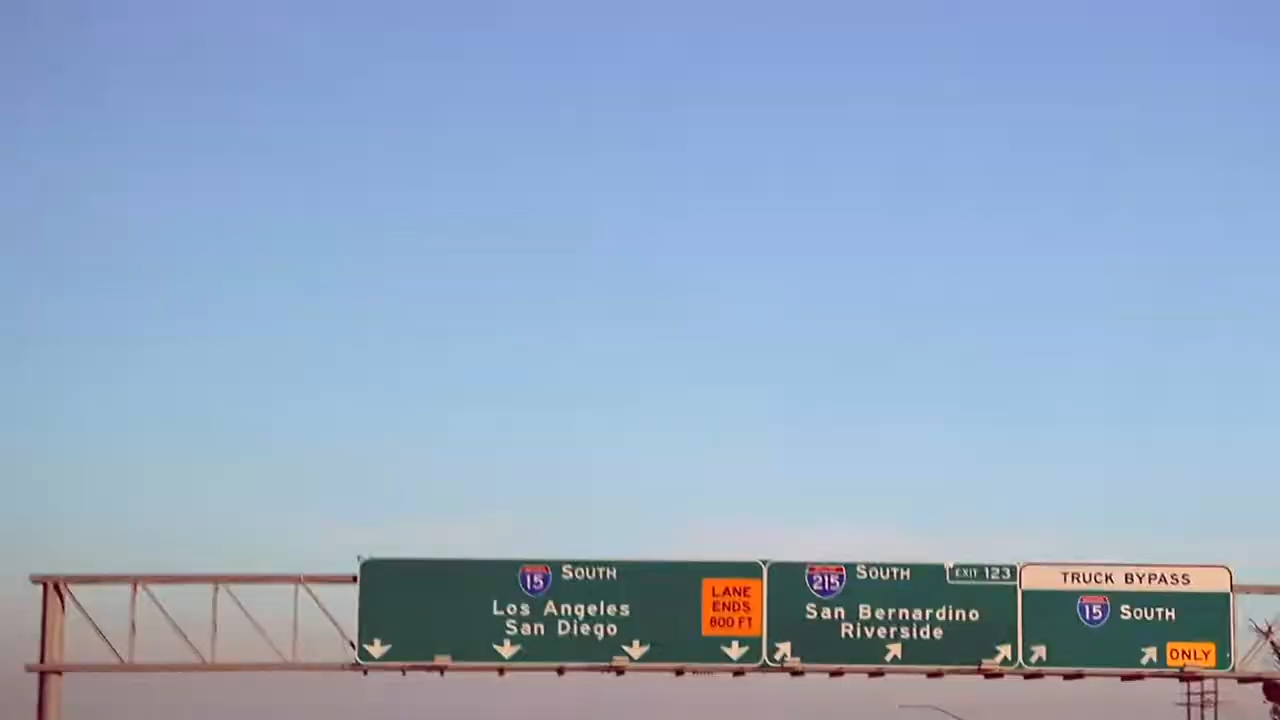 15 SOUTH
Los Angeles
San Diego
LANE
ENDS
800 FT
215 SOUTH
EXIT 123
San Bernardino
Riverside
TRUCK BYPASS
15 SOUTH
ONLY